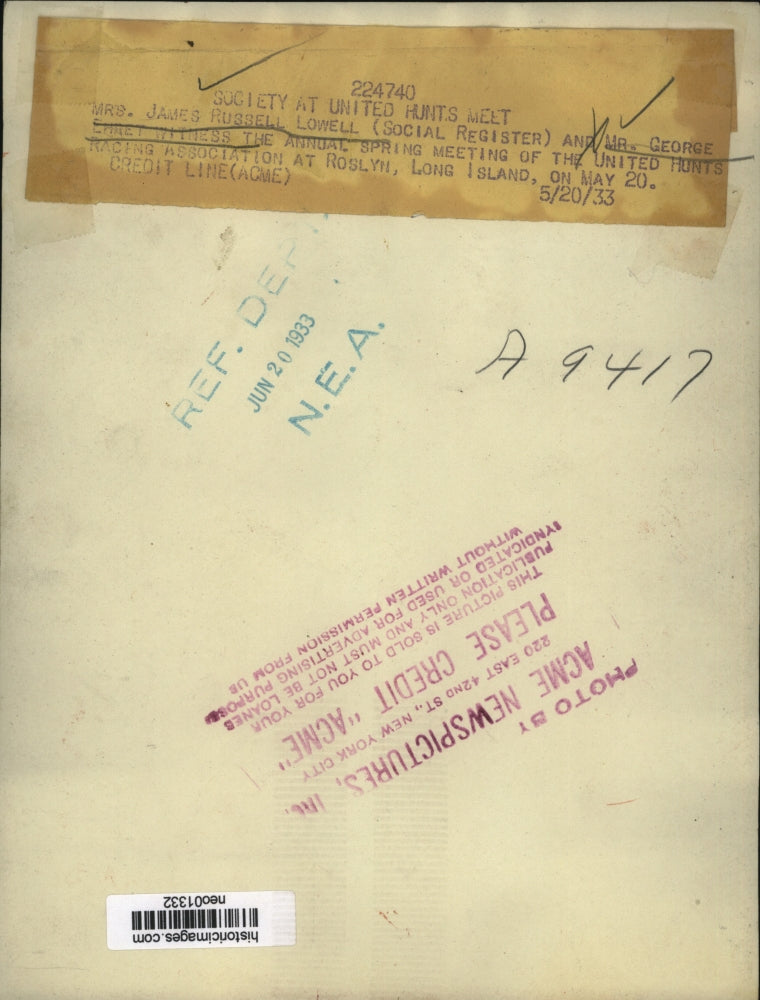 224740
SOCIETY AT UNITED HUNTS MEET
MRS. JAMES RUSSELL LOWELL (SOCIAL REGISTER) AND MR. GEORGE
EHRET WITNESS THE ANNUAL SPRING MEETING OF THE UNITED HUNTS
RACING ASSOCIATION AT ROSLYN, LONG ISLAND, ON MAY 20.
CREDIT LINE(ACME)
5/20/33
REF. DEPT.
JUN 20 1933
N.E.A.
A 9417
PHOTO BY
ACME NEWSPICTURES, INC.
220 EAST 42ND ST., NEW YORK CITY
PLEASE CREDIT "ACME"
THIS PICTURE IS SOLD TO YOU FOR YOUR
PUBLICATION ONLY AND MUST NOT BE LOANED
SYNDICATED OR USED FOR ADVERTISING PURPOSES
WITHOUT WRITTEN PERMISSION FROM US
historicimages.com
neo01332